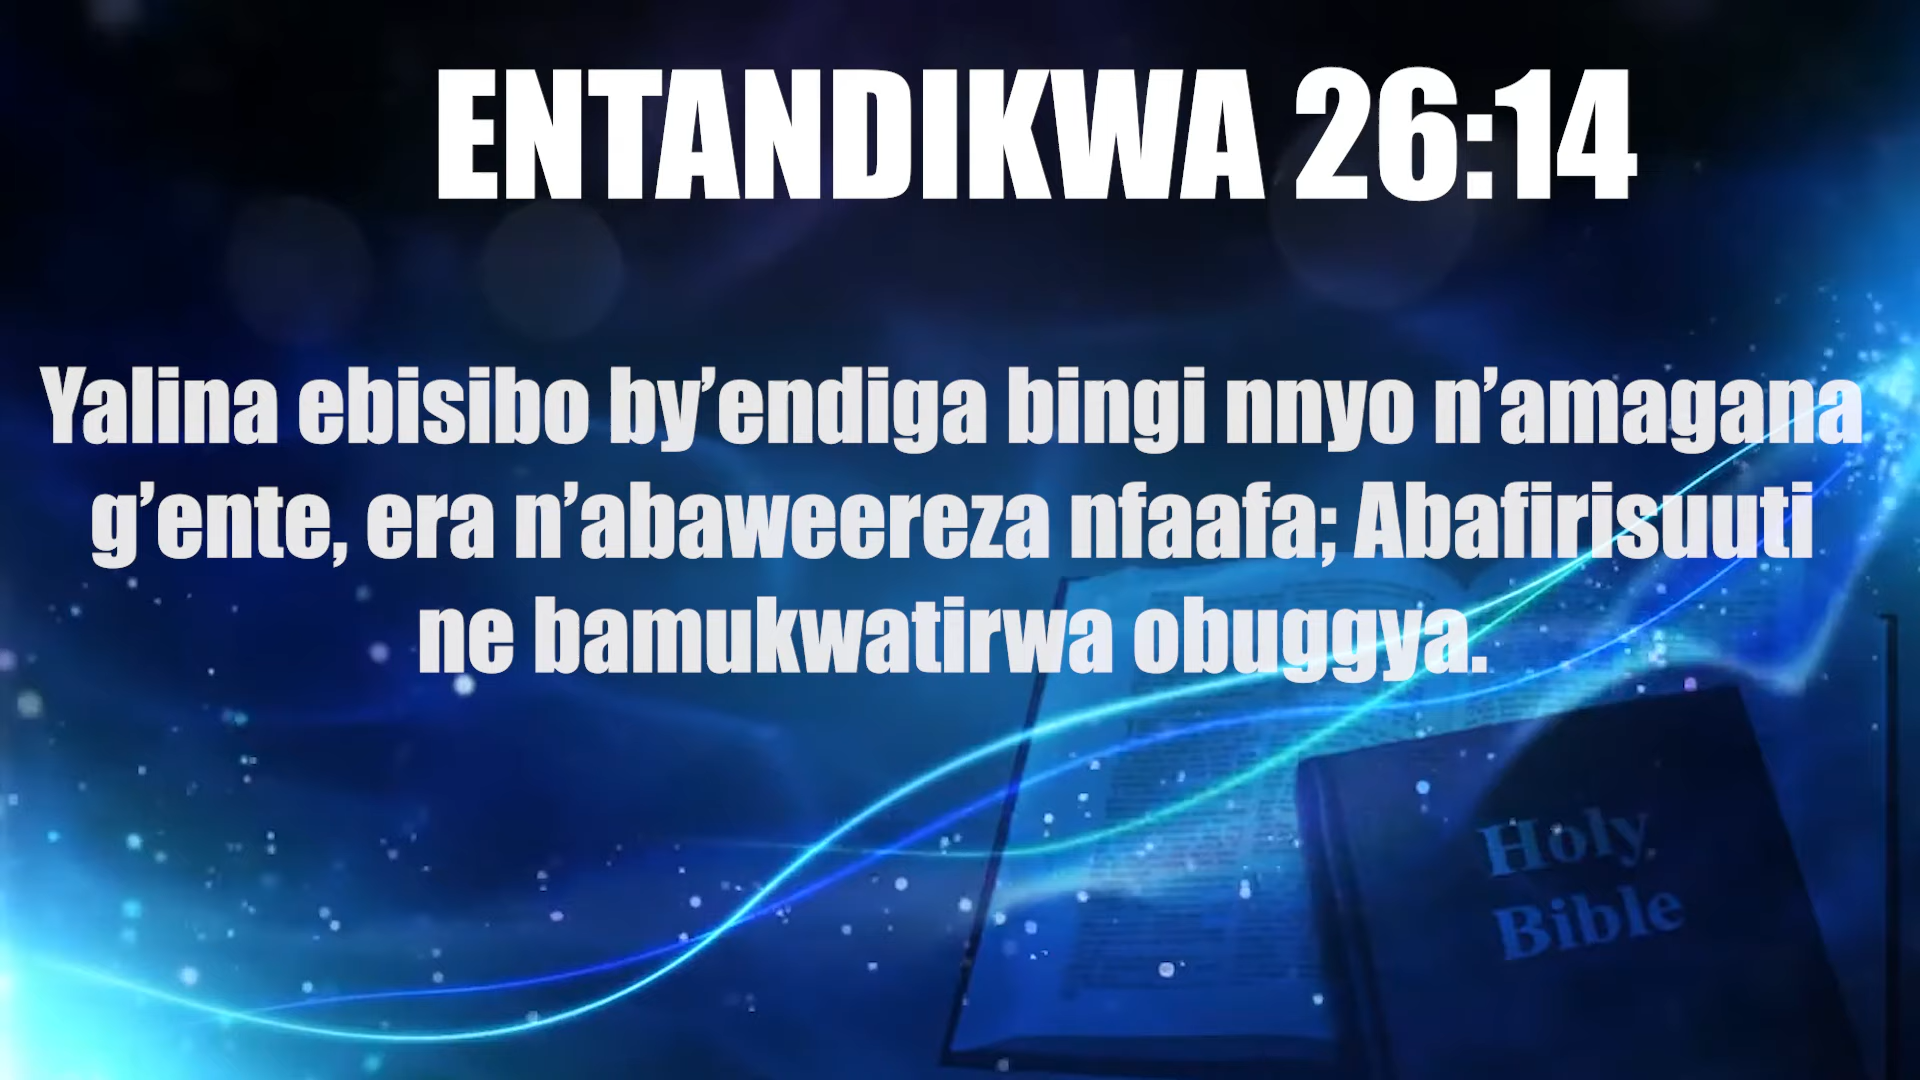 ENTANDIKWA 26:14
Yalina ebisibo by’endiga bingi nnyo n’amagana
g’ente, era n’abaweereza nfaafa; Abafirisuuti
ne bamukwatirwa obuggya.
Holy
Bible